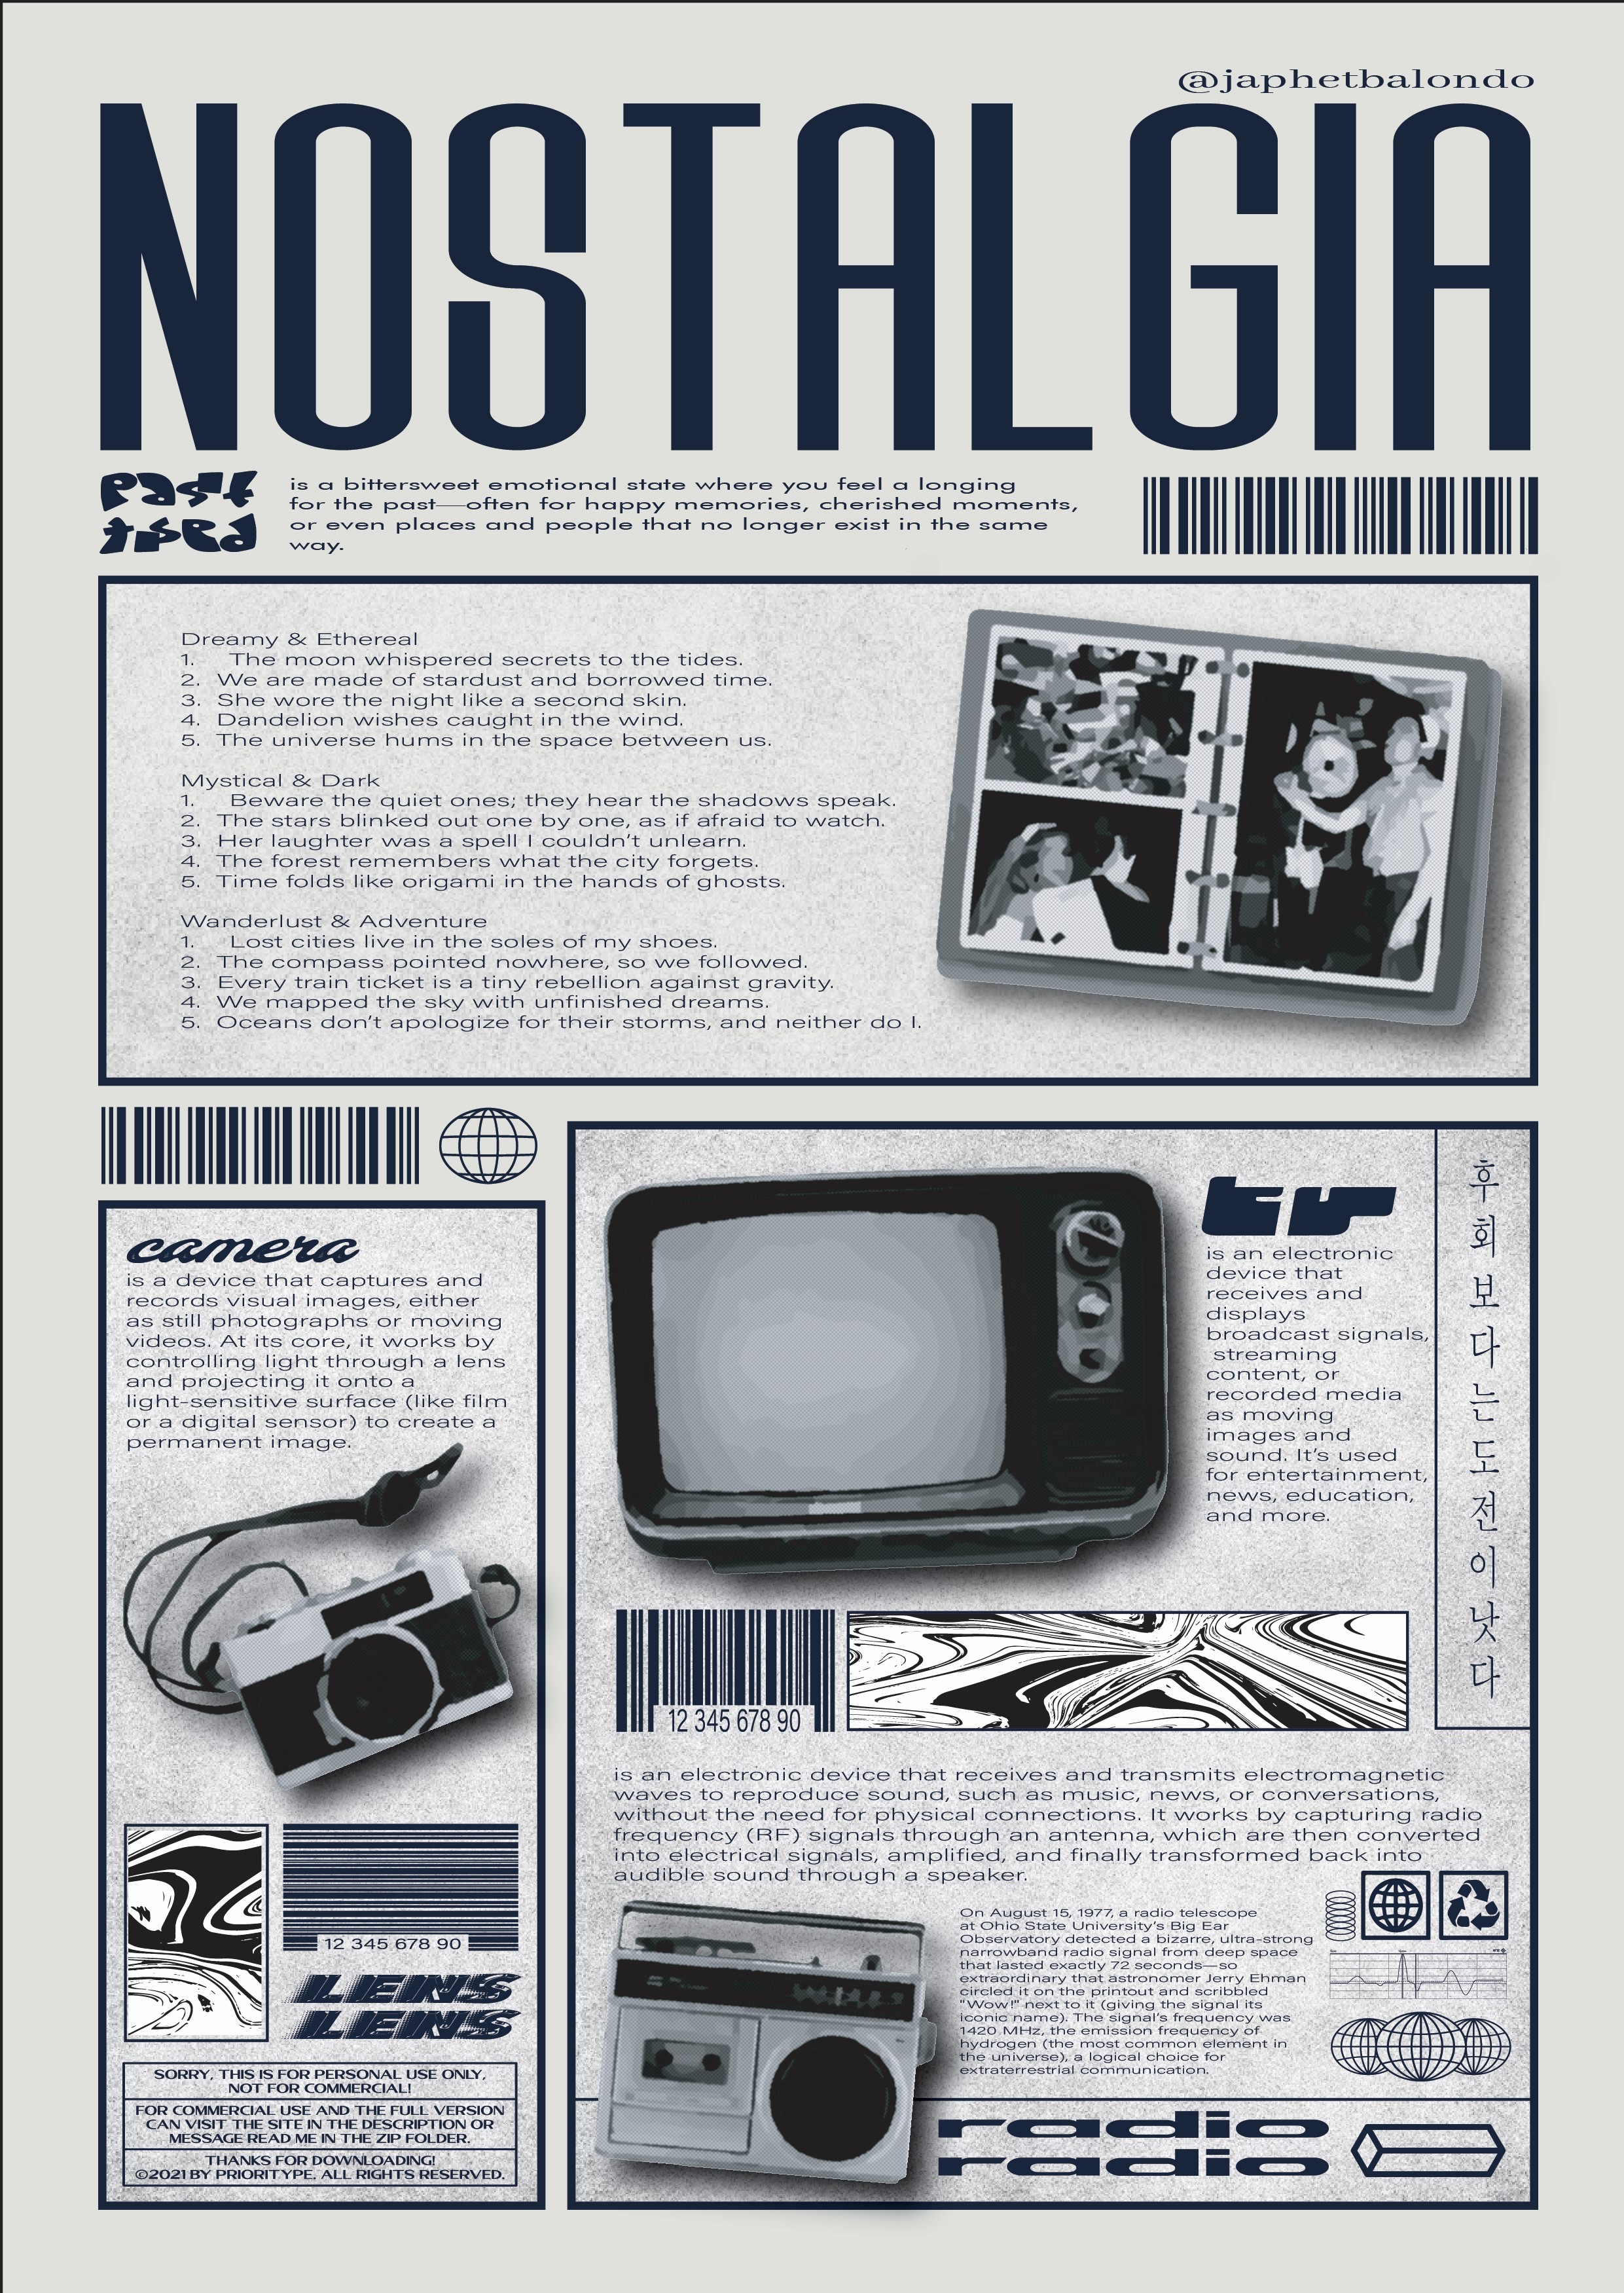 @japhetbalondo
NOSTALGIA
past
past
is a bittersweet emotional state where you feel a longing
for the past—often for happy memories, cherished moments,
or even places and people that no longer exist in the same
way.
Dreamy & Ethereal
1. The moon whispered secrets to the tides.
2. We are made of stardust and borrowed time.
3. She wore the night like a second skin.
4. Dandelion wishes caught in the wind.
5. The universe hums in the space between us.
Mystical & Dark
1. Beware the quiet ones; they hear the shadows speak.
2. The stars blinked out one by one, as if afraid to watch.
3. Her laughter was a spell I couldn't unlearn.
4. The forest remembers what the city forgets.
5. Time folds like origami in the hands of ghosts.
Wanderlust & Adventure
1. Lost cities live in the soles of my shoes.
2. The compass pointed nowhere, so we followed.
3. Every train ticket is a tiny rebellion against gravity.
4. We mapped the sky with unfinished dreams.
5. Oceans don't apologize for their storms, and neither do I.
camera
is a device that captures and
records visual images, either
as still photographs or moving
videos. At its core, it works by
controlling light through a lens
and projecting it onto a
light-sensitive surface (like film
or a digital sensor) to create a
permanent image.
12 345 678 90
LENS
LENS
SORRY, THIS IS FOR PERSONAL USE ONLY,
NOT FOR COMMERCIAL!
FOR COMMERCIAL USE AND THE FULL VERSION
CAN VISIT THE SITE IN THE DESCRIPTION OR
MESSAGE READ ME IN THE ZIP FOLDER.
THANKS FOR DOWNLOADING!
©2021 BY PRIORITYPE. ALL RIGHTS RESERVED.
tv
is an electronic
device that
receives and
displays
broadcast signals,
streaming
content, or
recorded media
as moving
images and
sound. It's used
for entertainment,
news, education,
and more.
후회보다는도전이낫다
12 345 678 90
is an electronic device that receives and transmits electromagnetic
waves to reproduce sound, such as music, news, or conversations,
without the need for physical connections. It works by capturing radio
frequency (RF) signals through an antenna, which are then converted
into electrical signals, amplified, and finally transformed back into
audible sound through a speaker.
On August 15, 1977, a radio telescope
at Ohio State University's Big Ear
Observatory detected a bizarre, ultra-strong
narrowband radio signal from deep space
that lasted exactly 72 seconds—so
extraordinary that astronomer Jerry Ehman
circled it on the printout and scribbled
"Wow!" next to it (giving the signal its
iconic name). The signal's frequency was
1420 MHz, the emission frequency of
hydrogen (the most common element in
the universe), a logical choice for
extraterrestrial communication.
radio
radio